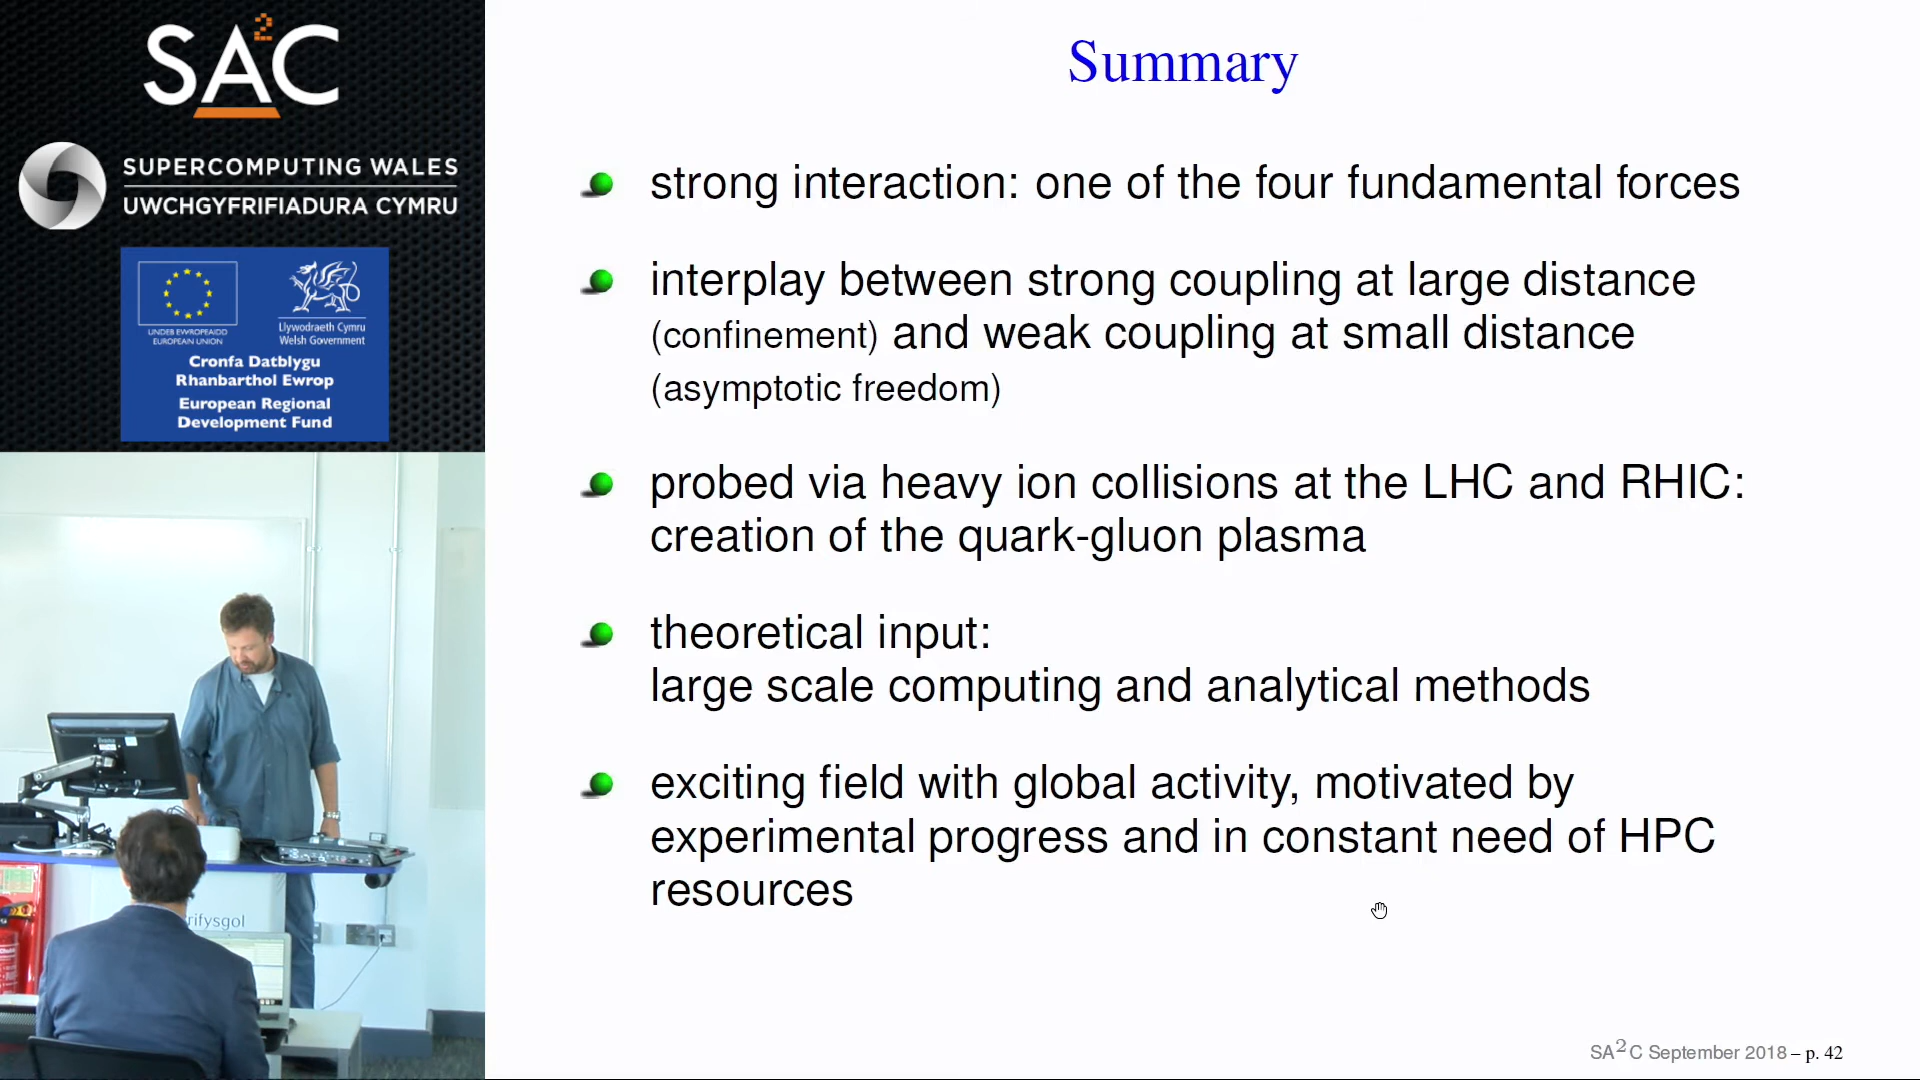 SA2C
SUPERCOMPUTING WALES
UWCHGYFRIFIADURA CYMRU
UNDEB EWROPEAIDD
EUROPEAN UNION
Llywodraeth Cymru
Welsh Government
Cronfa Datblygu
Rhanbarthol Ewrop
European Regional
Development Fund
rifysgol
Summary
strong interaction: one of the four fundamental forces
interplay between strong coupling at large distance
(confinement) and weak coupling at small distance
(asymptotic freedom)
probed via heavy ion collisions at the LHC and RHIC:
creation of the quark-gluon plasma
theoretical input:
large scale computing and analytical methods
exciting field with global activity, motivated by
experimental progress and in constant need of HPC
resources
SA2C September 2018 – p. 42